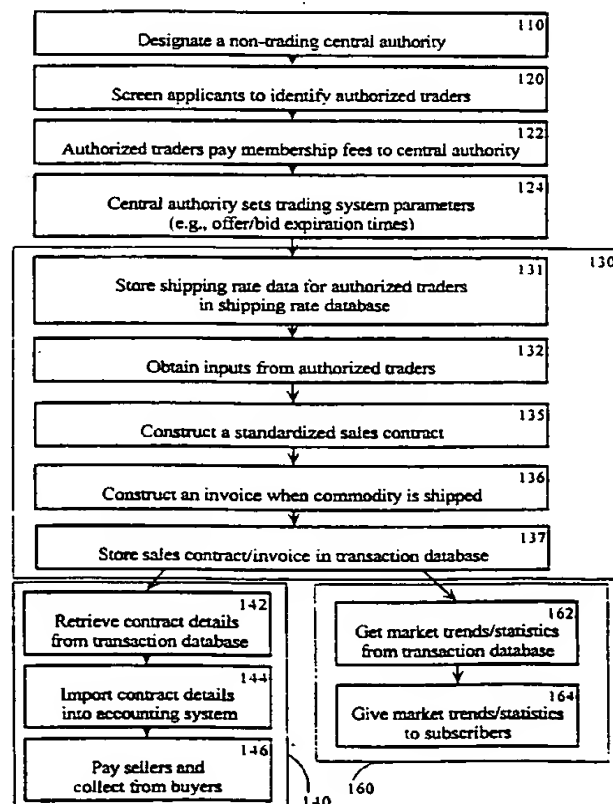 110
Designate a non-trading central authority
120
Screen applicants to identify authorized traders
122
Authorized traders pay membership fees to central authority
124
Central authority sets trading system parameters
(e.g., offer/bid expiration times)
130
131
Store shipping rate data for authorized traders
in shipping rate database
132
Obtain inputs from authorized traders
135
Construct a standardized sales contract
136
Construct an invoice when commodity is shipped
137
Store sales contract/invoice in transaction database
142
Retrieve contract details
from transaction database
144
Import contract details
into accounting system
146
Pay sellers and
collect from buyers
140
162
Get market trends/statistics
from transaction database
164
Give market trends/statistics
to subscribers
160